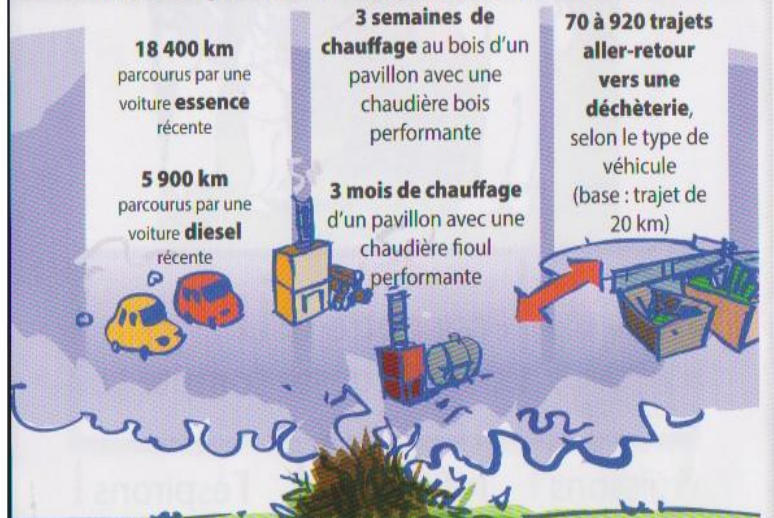 18 400 km
parcourus par une
voiture essence
récente
5 900 km
parcourus par une
voiture diesel
récente
3 semaines de
chauffage au bois d'un
pavillon avec une
chaudière bois
performante
3 mois de chauffage
d'un pavillon avec une
chaudière fioul
performante
70 à 920 trajets
aller-retour
vers une
déchèterie,
selon le type de
véhicule
(base : trajet de
20 km)